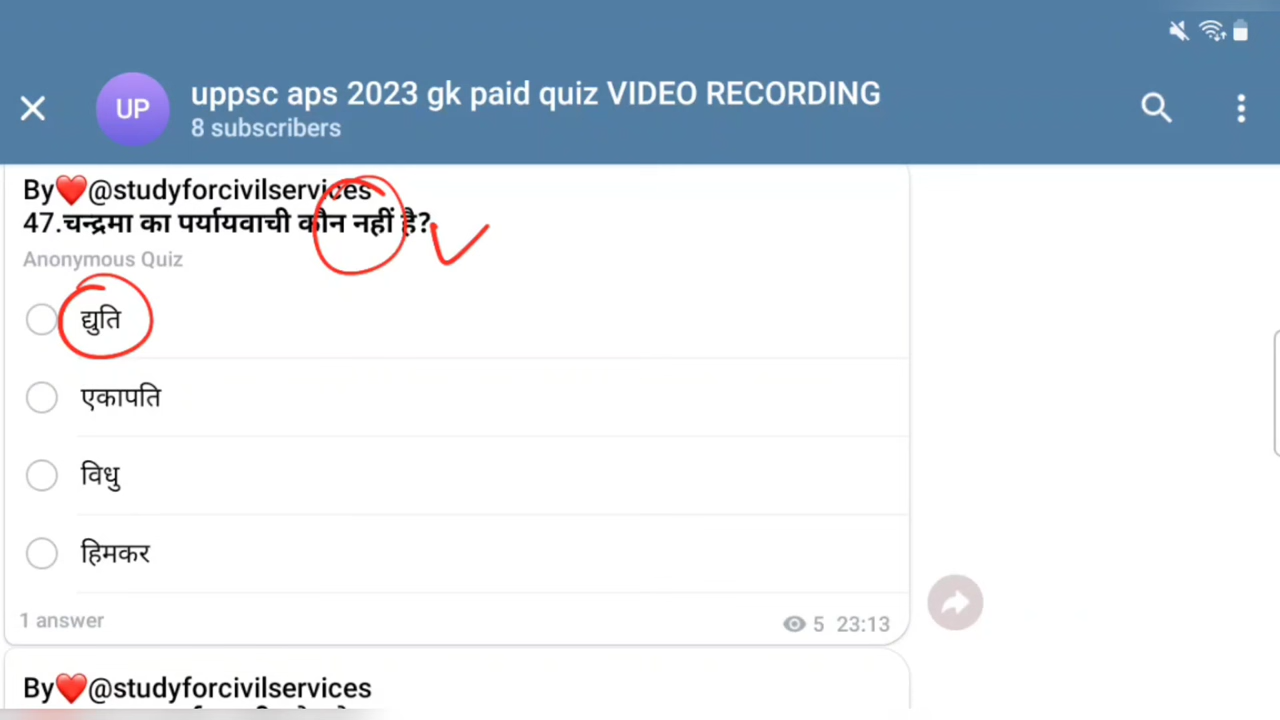 uppsc aps 2023 gk paid quiz VIDEO RECORDING
UP
8 subscribers
By❤️@studyforcivilservices
47.चन्द्रमा का पर्यायवाची कौन नहीं है?
Anonymous Quiz
द्युति
एकापति
विधु
हिमकर
1 answer
5 23:13
By❤️@studyforcivilservices